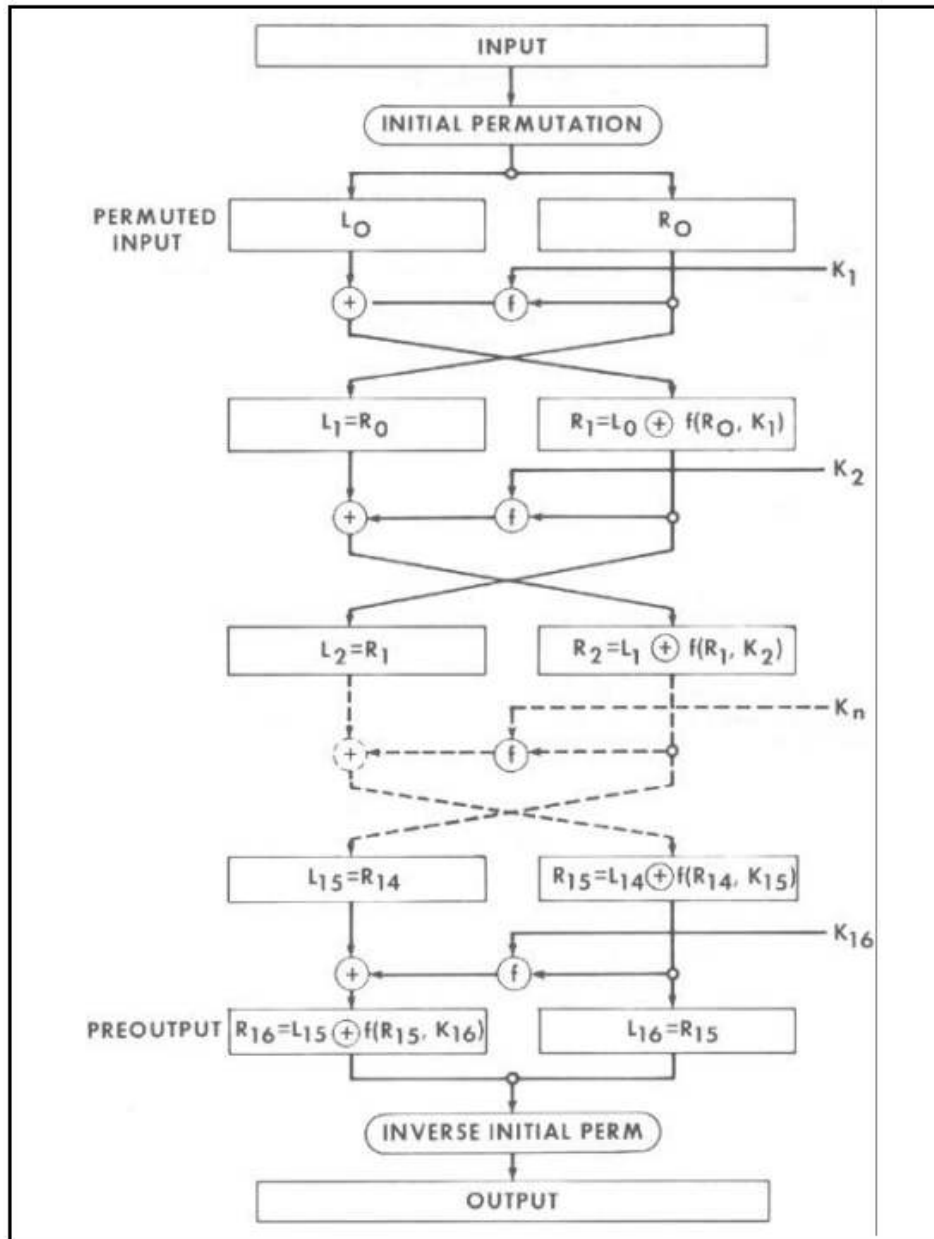 INPUT
INITIAL PERMUTATION
PERMUTED
INPUT
L₀
R₀
K₁
+
f
L₁=R₀
R₁=L₀ ⊕ f(R₀, K₁)
K₂
+
f
L₂=R₁
R₂=L₁ ⊕ f(R₁, K₂)
Kₙ
+
f
L₁₅=R₁₄
R₁₅=L₁₄⊕f(R₁₄, K₁₅)
K₁₆
+
f
PREOUTPUT
R₁₆=L₁₅⊕f(R₁₅, K₁₆)
L₁₆=R₁₅
INVERSE INITIAL PERM
OUTPUT